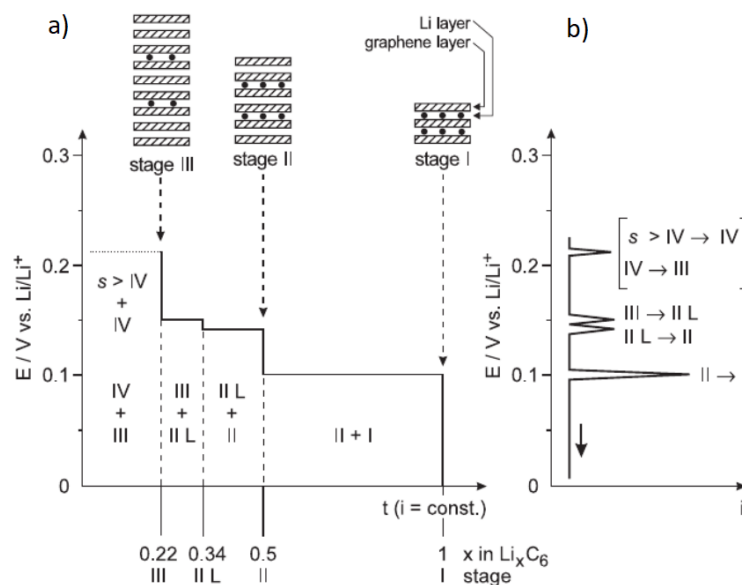 a)
Li layer
graphene layer
b)
stage III
stage II
stage I
E / V vs. Li/Li⁺
0.3
0.2
0.1
0
s > IV
+
IV
IV
+
III
III
+
II L
II L
+
II
II + I
t (i = const.)
0.22 0.34 0.5 1 x in LiₓC₆
III II L II I stage
E / V vs. Li/Li⁺
0.3
0.2
0.1
0
s > IV → IV
IV → III
III → II L
II L → II
II →
i